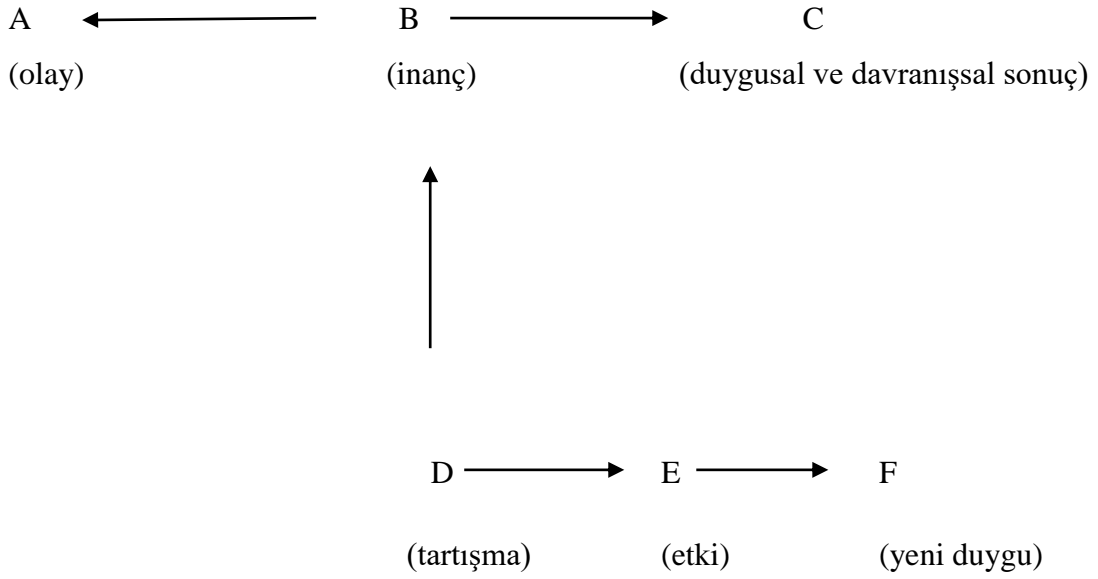 A B C
(olay) (inanç) (duygusal ve davranışsal sonuç)
D E F
(tartışma) (etki) (yeni duygu)